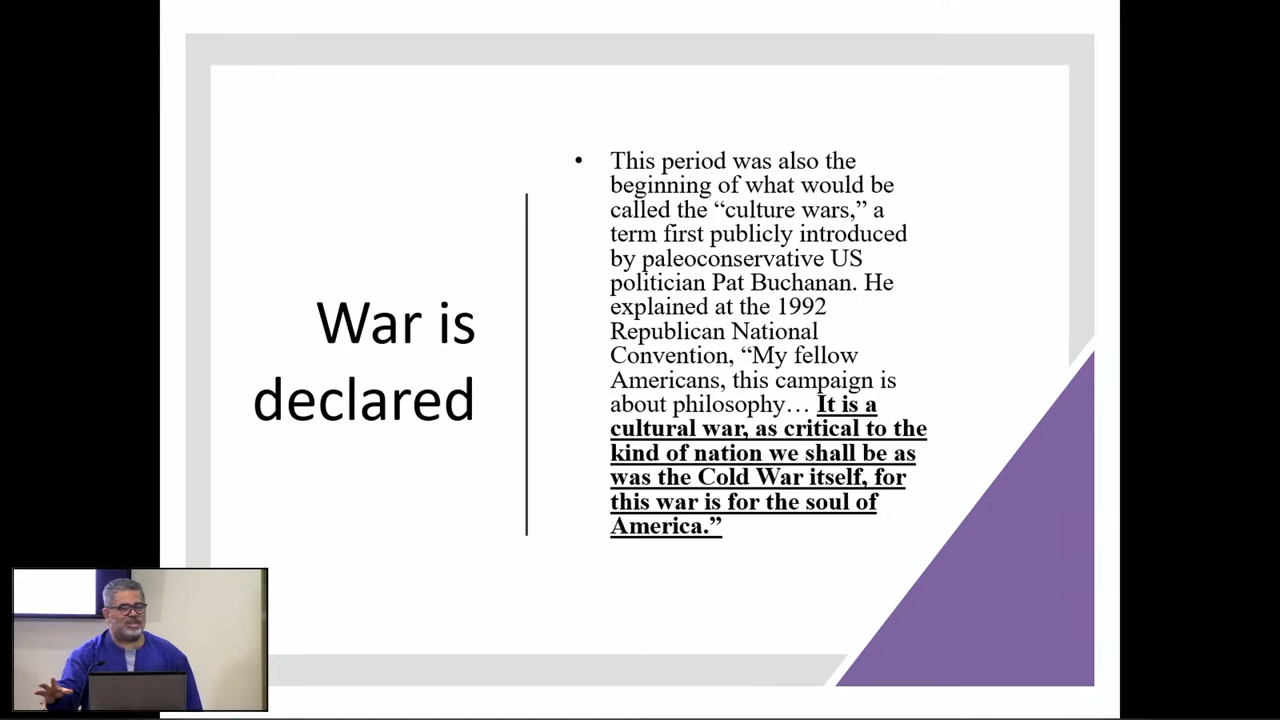 War is
declared
• This period was also the
beginning of what would be
called the “culture wars,” a
term first publicly introduced
by paleoconservative US
politician Pat Buchanan. He
explained at the 1992
Republican National
Convention, “My fellow
Americans, this campaign is
about philosophy… It is a
cultural war, as critical to the
kind of nation we shall be as
was the Cold War itself, for
this war is for the soul of
America.”